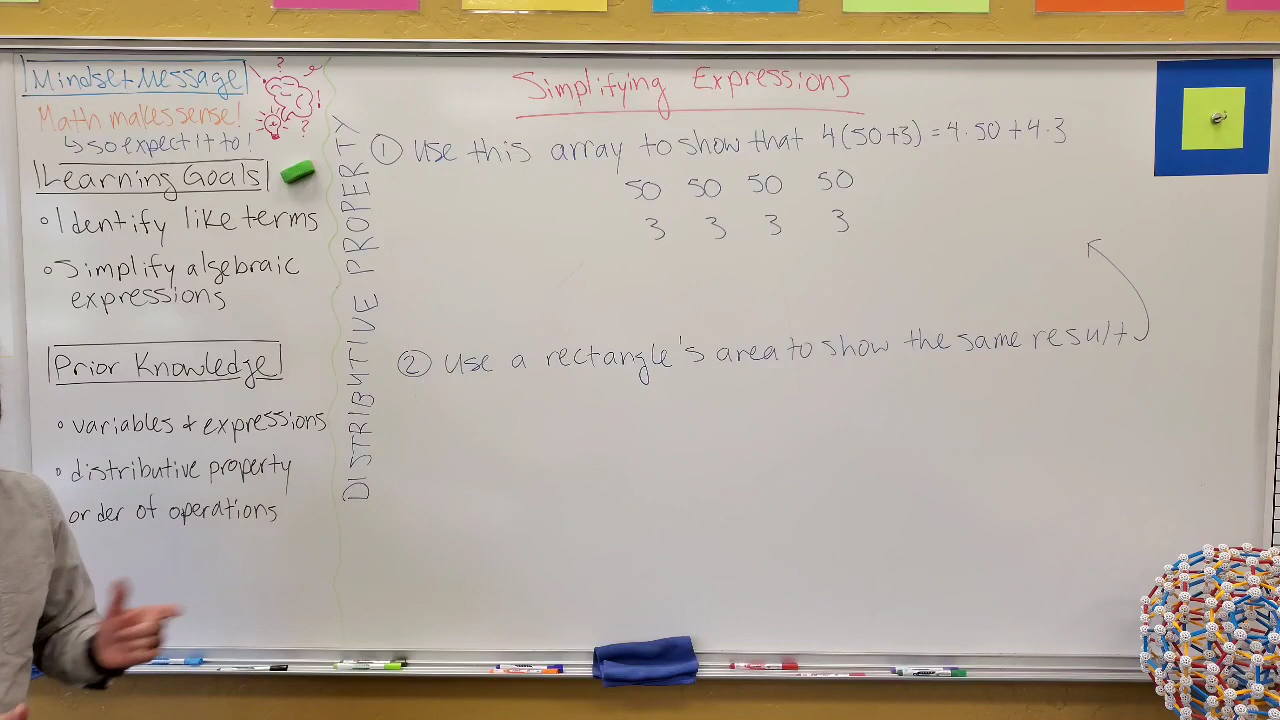 Mindset Message
Math makes sense!
↳ so expect it to!
Learning Goals
• Identify like terms
• Simplify algebraic
expressions
Prior Knowledge
• variables + expressions
• distributive property
order of operations
DISTRIBUTIVE PROPERTY
Simplifying Expressions
① Use this array to show that 4(50+3) = 4·50 + 4·3
50 50 50 50
3 3 3 3
② Use a rectangle's area to show the same result